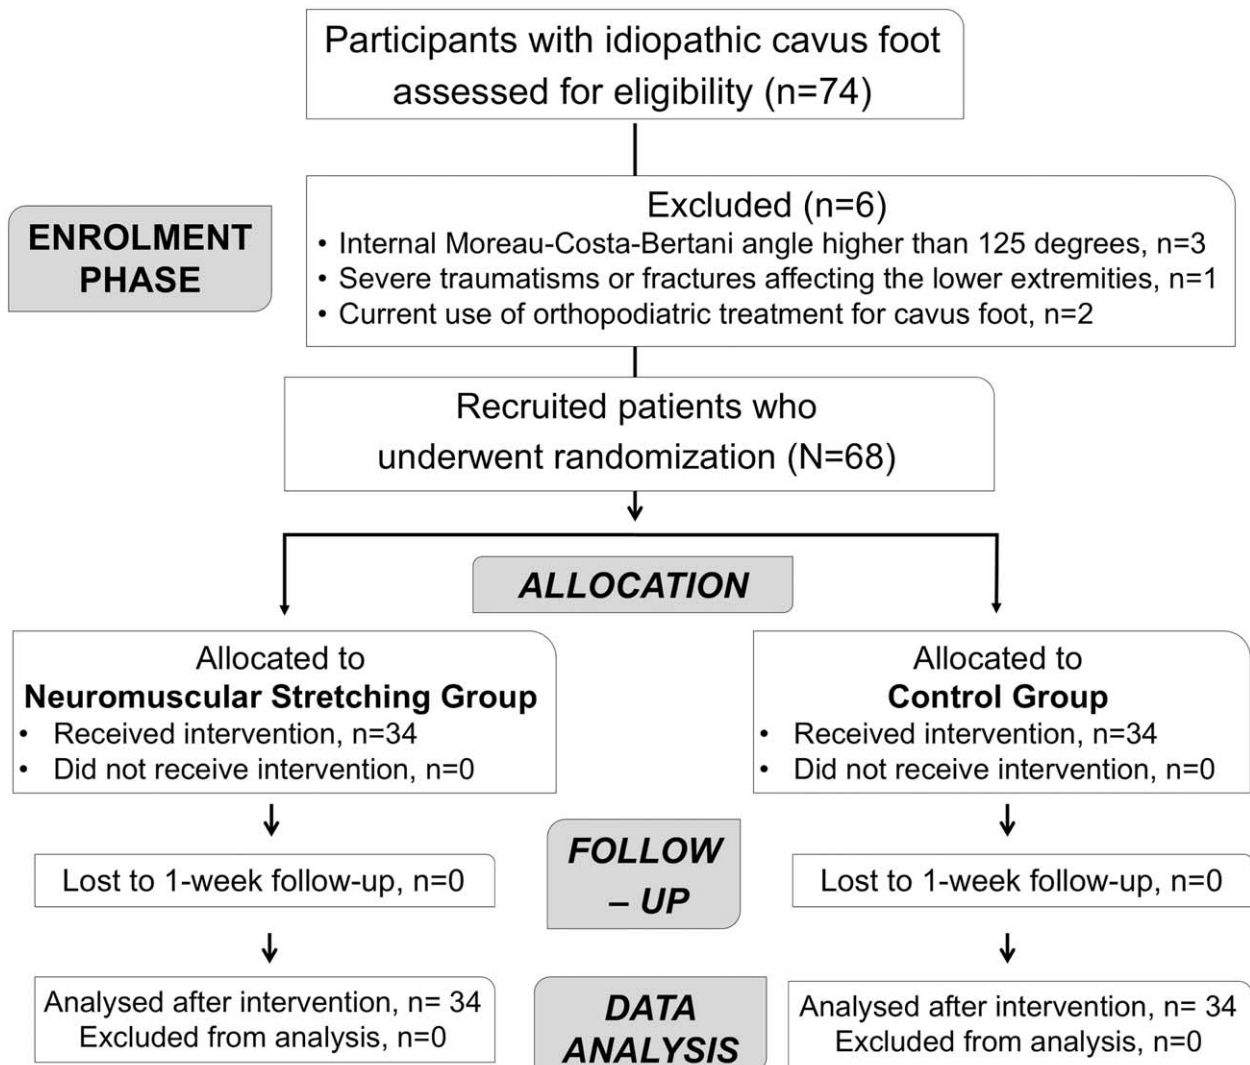 Participants with idiopathic cavus foot
assessed for eligibility (n=74)
ENROLMENT
PHASE
Excluded (n=6)
• Internal Moreau-Costa-Bertani angle higher than 125 degrees, n=3
• Severe traumatisms or fractures affecting the lower extremities, n=1
• Current use of orthopodiatric treatment for cavus foot, n=2
Recruited patients who
underwent randomization (N=68)
ALLOCATION
Allocated to
Neuromuscular Stretching Group
• Received intervention, n=34
• Did not receive intervention, n=0
Allocated to
Control Group
• Received intervention, n=34
• Did not receive intervention, n=0
FOLLOW
– UP
Lost to 1-week follow-up, n=0
Lost to 1-week follow-up, n=0
DATA
ANALYSIS
Analysed after intervention, n= 34
Excluded from analysis, n=0
Analysed after intervention, n= 34
Excluded from analysis, n=0